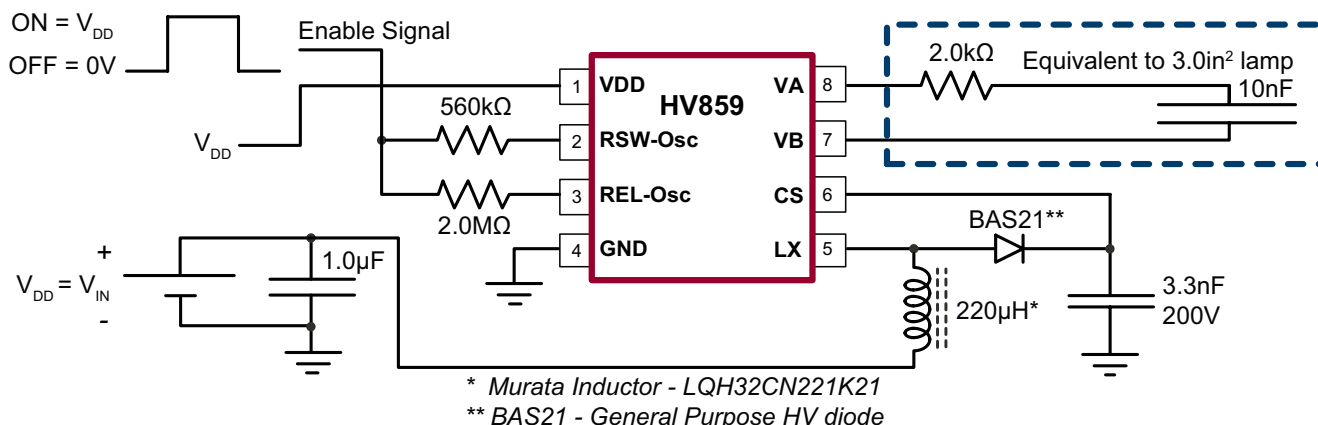 ON = VDD
OFF = 0V
Enable Signal
VDD
560kΩ
2.0MΩ
1 VDD
2 RSW-Osc
3 REL-Osc
4 GND
HV859
VA 8
VB 7
CS 6
LX 5
2.0kΩ
Equivalent to 3.0in² lamp
10nF
BAS21**
220µH*
3.3nF
200V
+
VDD = VIN
-
1.0µF
* Murata Inductor - LQH32CN221K21
** BAS21 - General Purpose HV diode